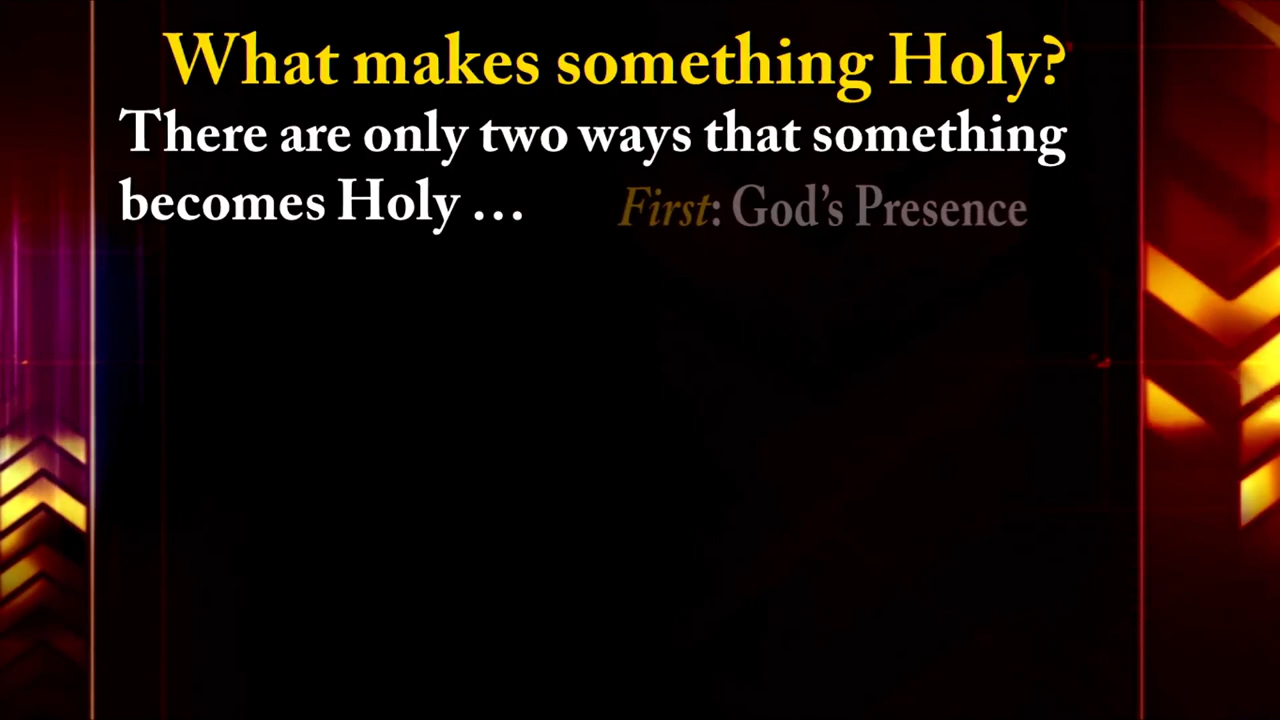 What makes something Holy?
There are only two ways that something
becomes Holy … First: God’s Presence